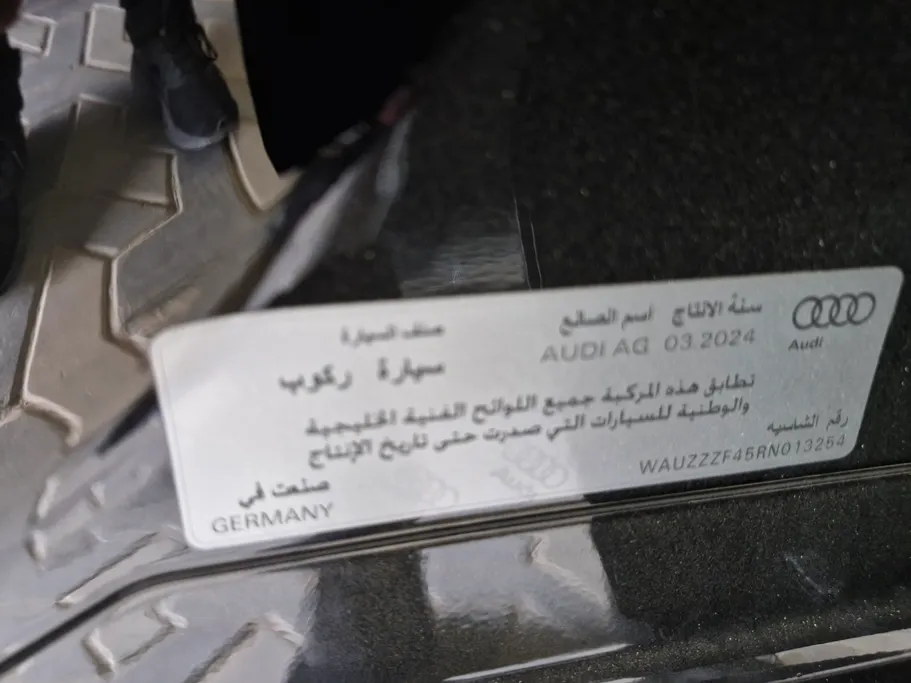 Audi
سنة الانتاج اسم الصانع
AUDI AG 03.2024
صنف السيارة
سيارة ركوب
تطابق هذه المركبة جميع اللوائح الفنية الخليجية
والوطنية للسيارات التي صدرت حتى تاريخ الإنتاج
رقم الشاسيه
WAUZZZF45RN013254
صنعت في
GERMANY